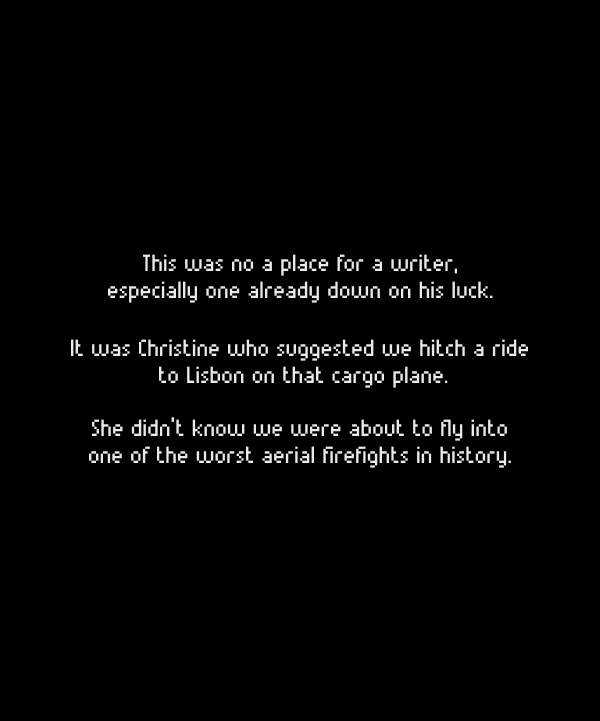 This was no a place for a writer,
especially one already down on his luck.
It was Christine who suggested we hitch a ride
to Lisbon on that cargo plane.
She didn't know we were about to fly into
one of the worst aerial firefights in history.